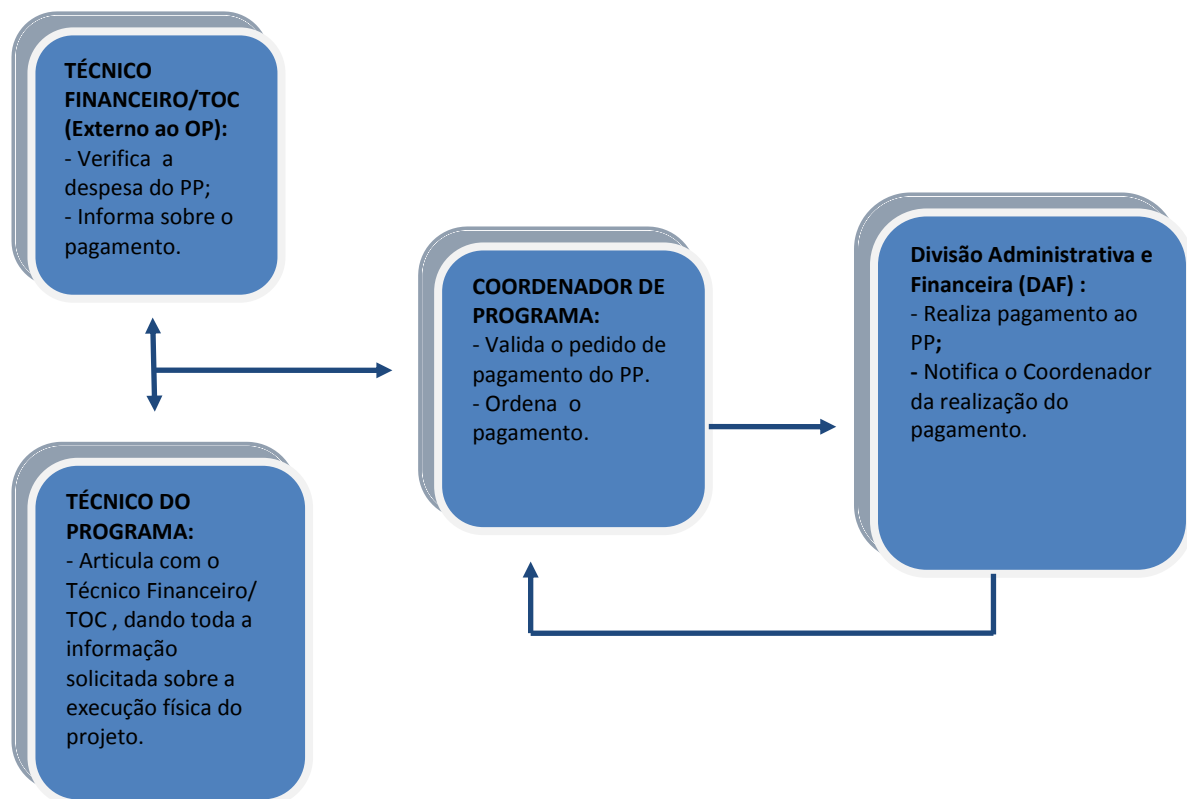 TÉCNICO
FINANCEIRO/TOC
(Externo ao OP):
- Verifica a
despesa do PP;
- Informa sobre o
pagamento.
TÉCNICO DO
PROGRAMA:
- Articula com o
Técnico Financeiro/
TOC , dando toda a
informação
solicitada sobre a
execução física do
projeto.
COORDENADOR DE
PROGRAMA:
- Valida o pedido de
pagamento do PP.
- Ordena o
pagamento.
Divisão Administrativa e
Financeira (DAF) :
- Realiza pagamento ao
PP;
- Notifica o Coordenador
da realização do
pagamento.